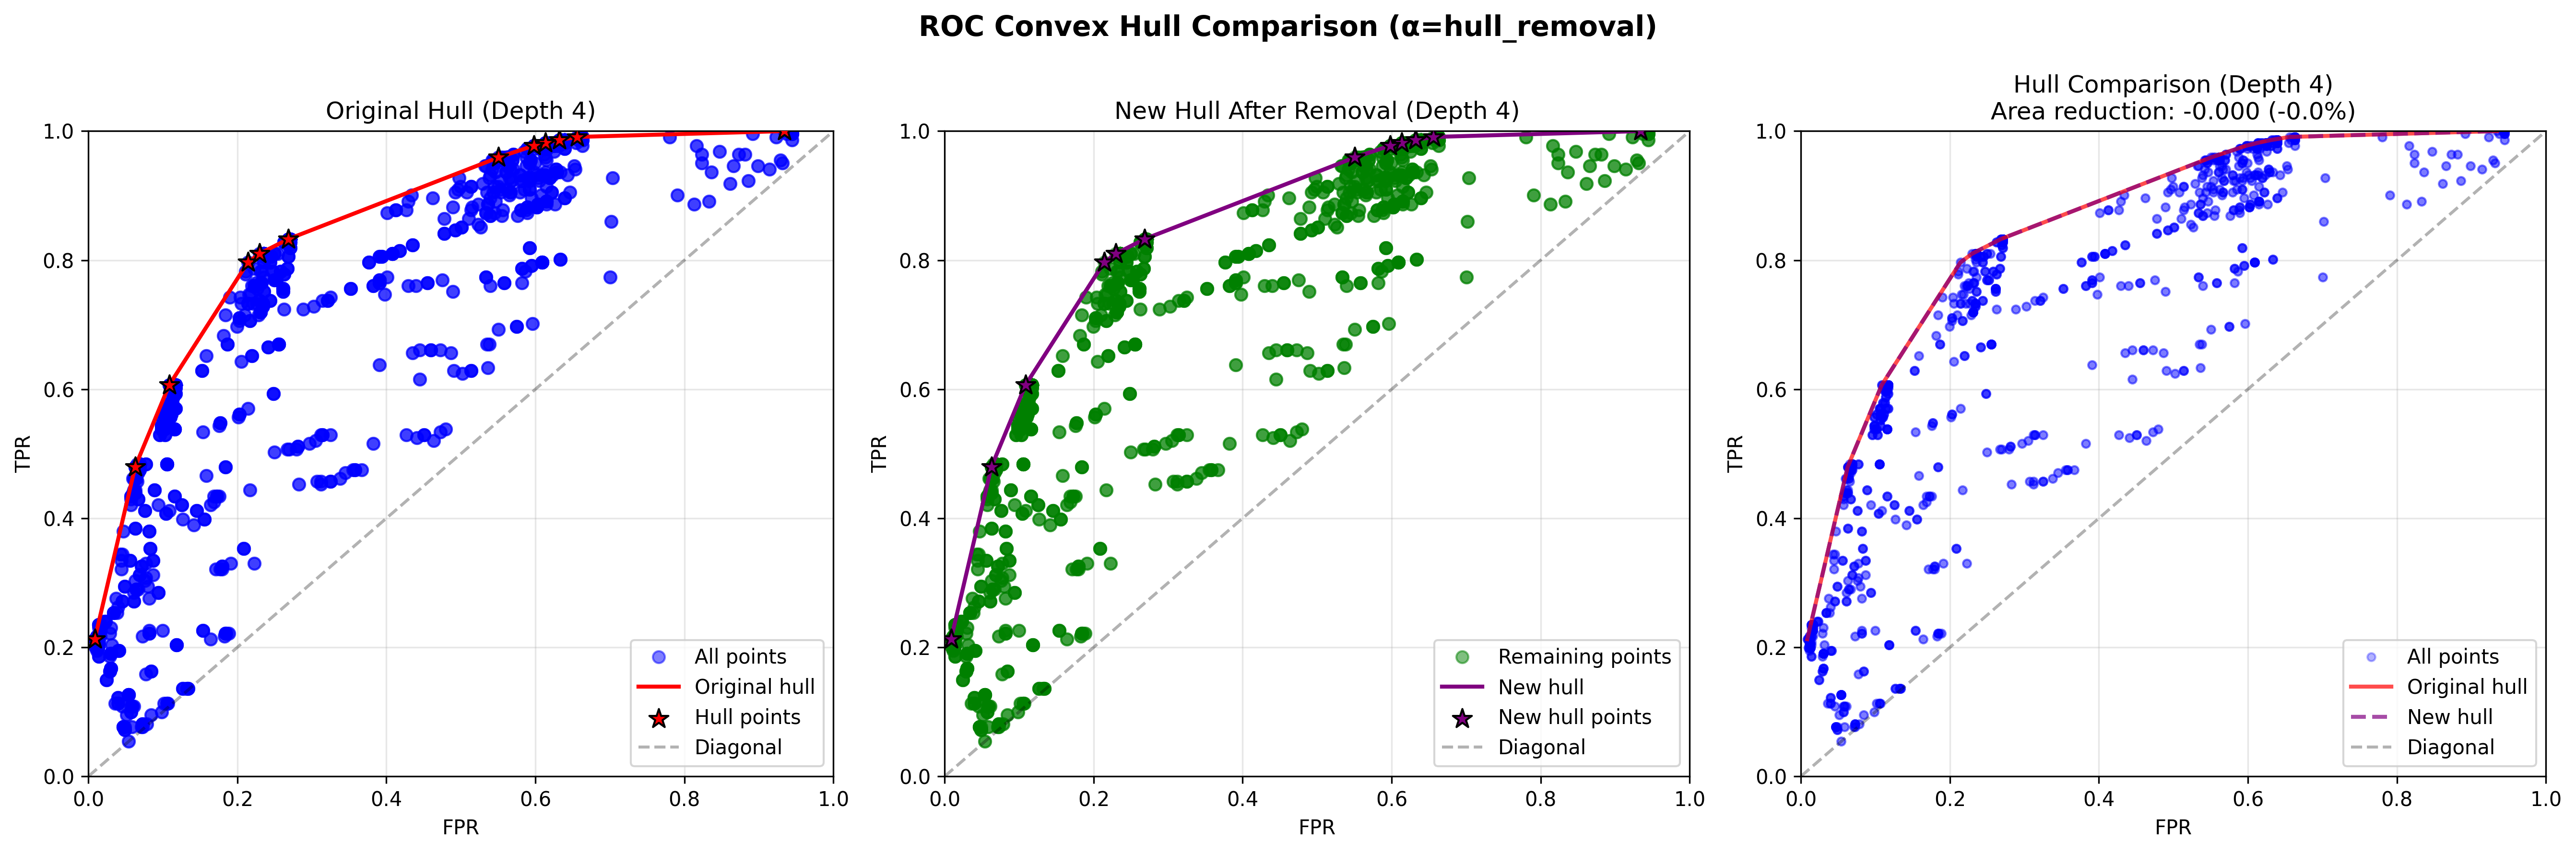 ROC Convex Hull Comparison (α=hull_removal)
Original Hull (Depth 4)
TPR
1.0
0.8
0.6
0.4
0.2
0.0
0.0 0.2 0.4 0.6 0.8 1.0
FPR
All points
Original hull
Hull points
Diagonal
New Hull After Removal (Depth 4)
TPR
1.0
0.8
0.6
0.4
0.2
0.0
0.0 0.2 0.4 0.6 0.8 1.0
FPR
Remaining points
New hull
New hull points
Diagonal
Hull Comparison (Depth 4)
Area reduction: -0.000 (-0.0%)
TPR
1.0
0.8
0.6
0.4
0.2
0.0
0.0 0.2 0.4 0.6 0.8 1.0
FPR
All points
Original hull
New hull
Diagonal